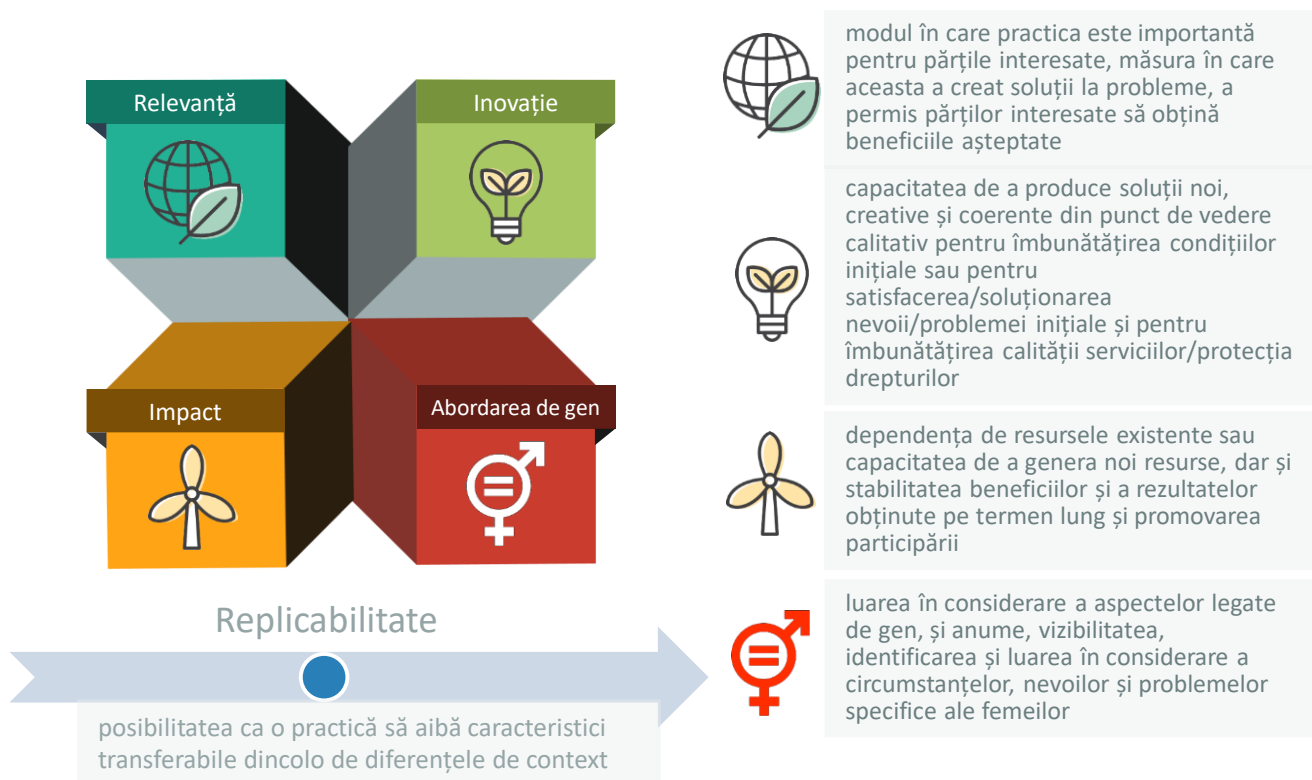 Relevanță
Inovație
Impact
Abordarea de gen
Replicabilitate
posibilitatea ca o practică să aibă caracteristici
transferabile dincolo de diferențele de context
modul în care practica este importantă
pentru părțile interesate, măsura în care
aceasta a creat soluții la probleme, a
permis părților interesate să obțină
beneficiile așteptate
capacitatea de a produce soluții noi,
creative și coerente din punct de vedere
calitativ pentru îmbunătățirea condițiilor
inițiale sau pentru
satisfacerea/soluționarea
nevoii/problemei inițiale și pentru
îmbunătățirea calității serviciilor/protecția
drepturilor
dependența de resursele existente sau
capacitatea de a genera noi resurse, dar și
stabilitatea beneficiilor și a rezultatelor
obținute pe termen lung și promovarea
participării
luarea în considerare a aspectelor legate
de gen, și anume, vizibilitatea,
identificarea și luarea în considerare a
circumstanțelor, nevoilor și problemelor
specifice ale femeilor